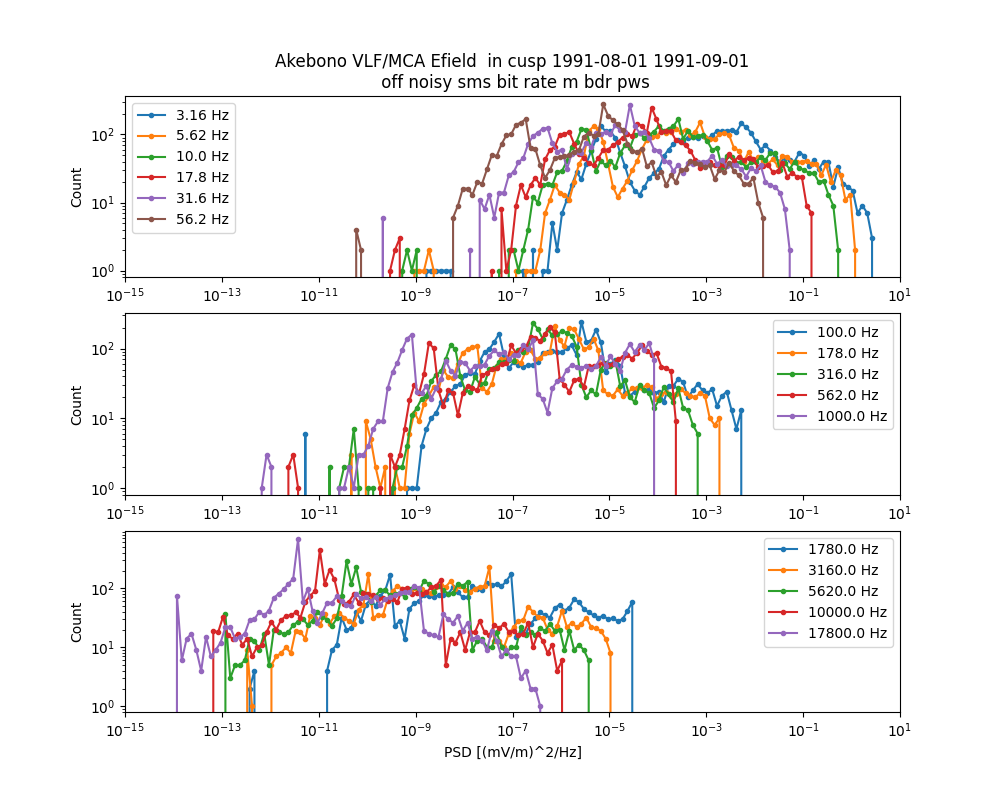 Akebono VLF/MCA Efield  in cusp 1991-08-01 1991-09-01
off noisy sms bit rate m bdr pws
Count
10^2
10^1
10^0
3.16 Hz
5.62 Hz
10.0 Hz
17.8 Hz
31.6 Hz
56.2 Hz
10^-15 10^-13 10^-11 10^-9 10^-7 10^-5 10^-3 10^-1 10^1
Count
10^2
10^1
10^0
100.0 Hz
178.0 Hz
316.0 Hz
562.0 Hz
1000.0 Hz
10^-15 10^-13 10^-11 10^-9 10^-7 10^-5 10^-3 10^-1 10^1
Count
10^2
10^1
10^0
1780.0 Hz
3160.0 Hz
5620.0 Hz
10000.0 Hz
17800.0 Hz
10^-15 10^-13 10^-11 10^-9 10^-7 10^-5 10^-3 10^-1 10^1
PSD [(mV/m)^2/Hz]